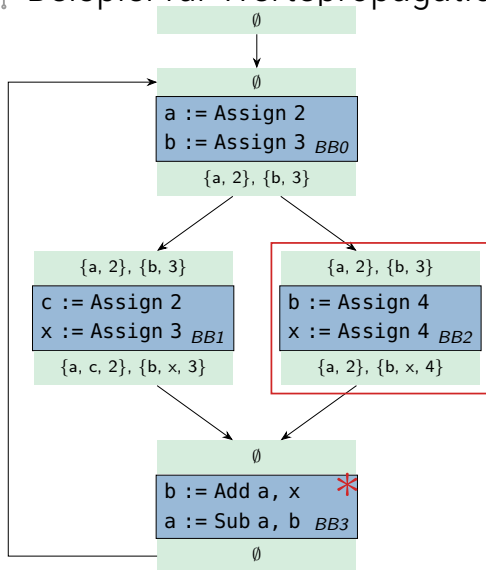 Beispiel für Wertepropagatio
∅
∅
a := Assign 2
b := Assign 3 BB0
{a, 2}, {b, 3}
{a, 2}, {b, 3}
c := Assign 2
x := Assign 3 BB1
{a, c, 2}, {b, x, 3}
{a, 2}, {b, 3}
b := Assign 4
x := Assign 4 BB2
{a, 2}, {b, x, 4}
∅
b := Add a, x *
a := Sub a, b BB3
∅